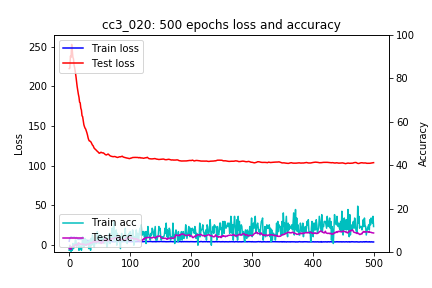 cc3_020: 500 epochs loss and accuracy
Train loss
Test loss
Train acc
Test acc
Loss
Accuracy
250
200
150
100
50
0
100
80
60
40
20
0
0 100 200 300 400 500